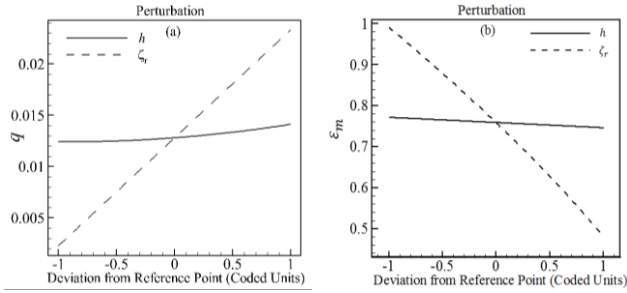 Perturbation
(a)
h
ζr
q
0.02
0.015
0.01
0.005
-1
-0.5
0
0.5
1
Deviation from Reference Point (Coded Units)
Perturbation
(b)
h
ζr
εm
1
0.9
0.8
0.7
0.6
0.5
-1
-0.5
0
0.5
1
Deviation from Reference Point (Coded Units)